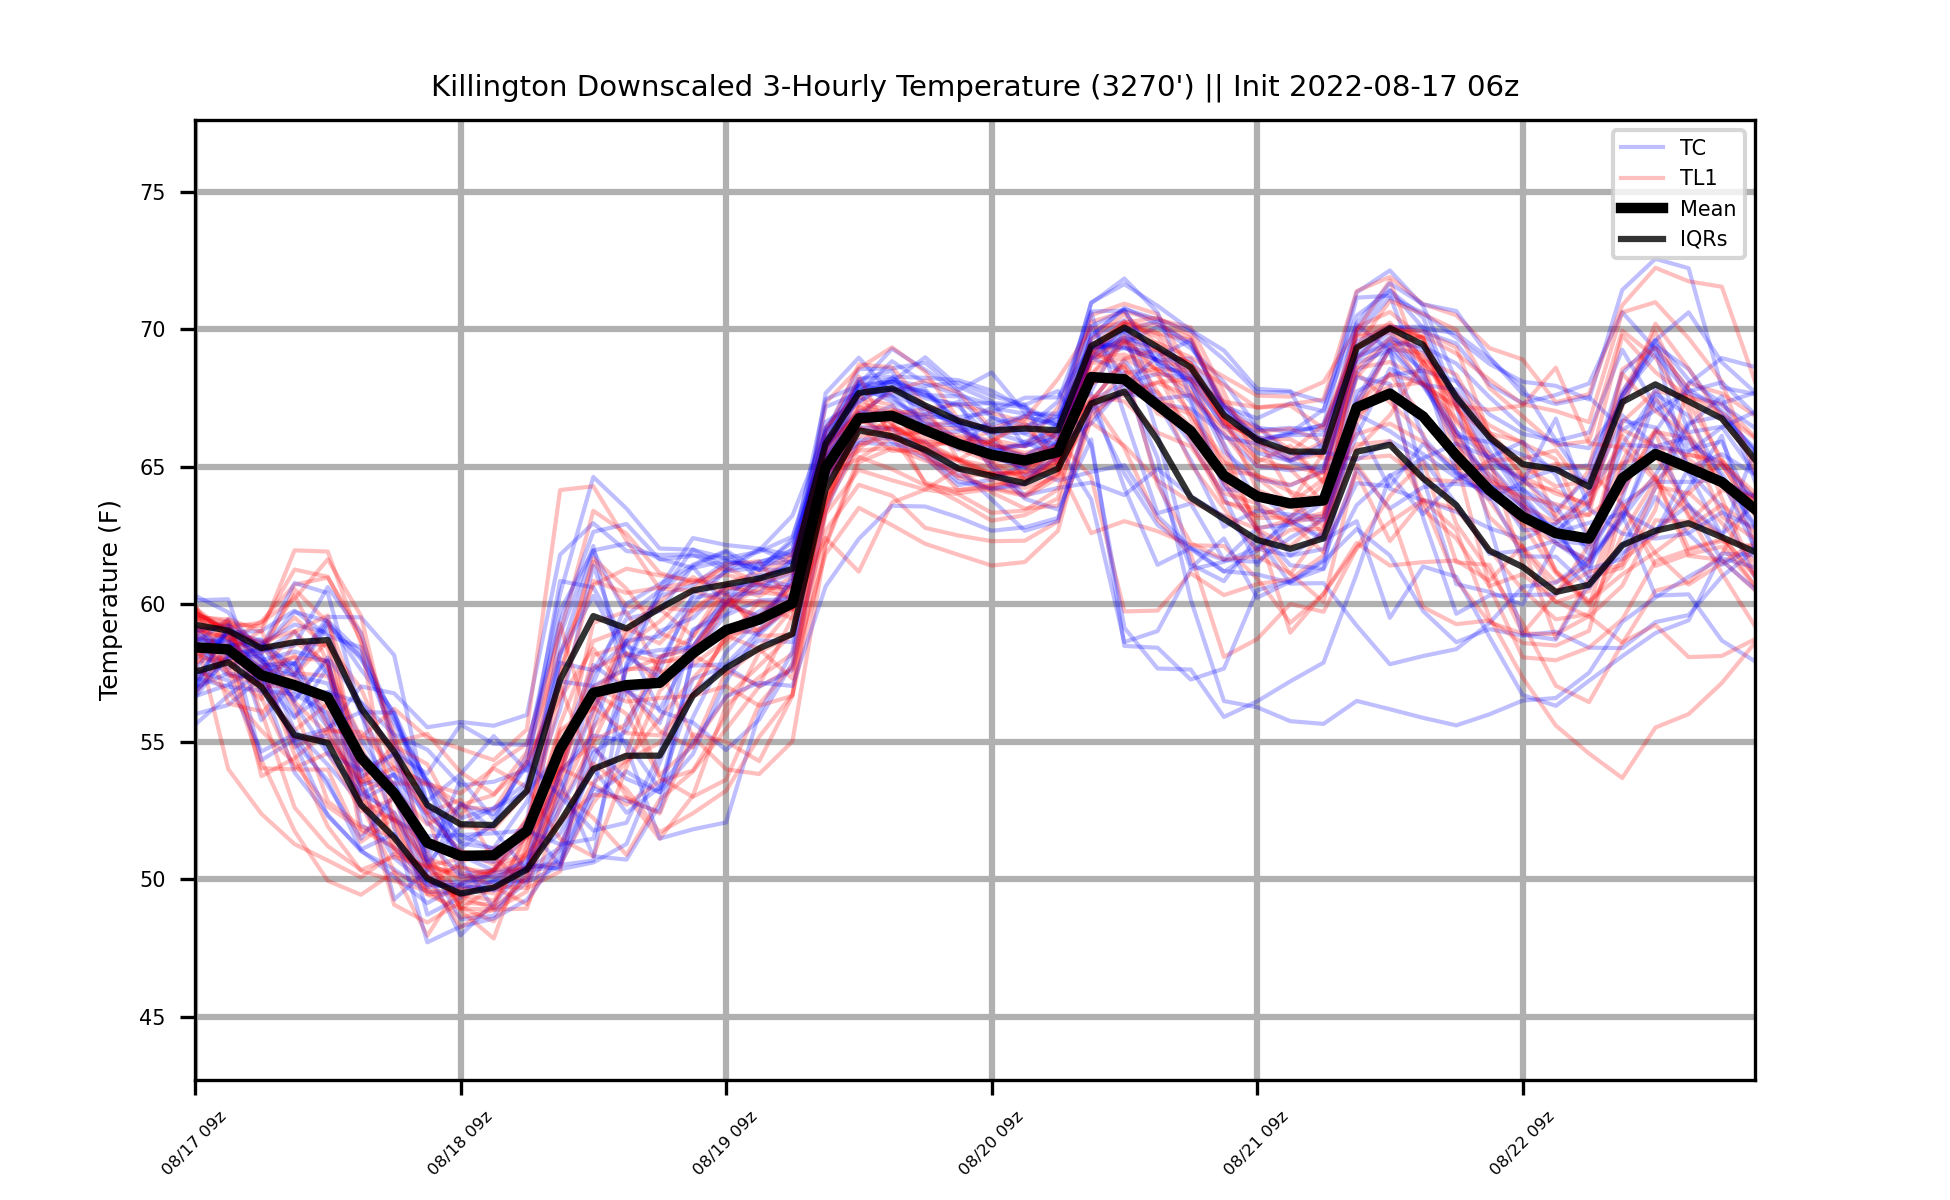 Killington Downscaled 3-Hourly Temperature (3270') || Init 2022-08-17 06z
TC
TL1
Mean
IQRs
Temperature (F)
75
70
65
60
55
50
45
08/17 09z
08/18 09z
08/19 09z
08/20 09z
08/21 09z
08/22 09z